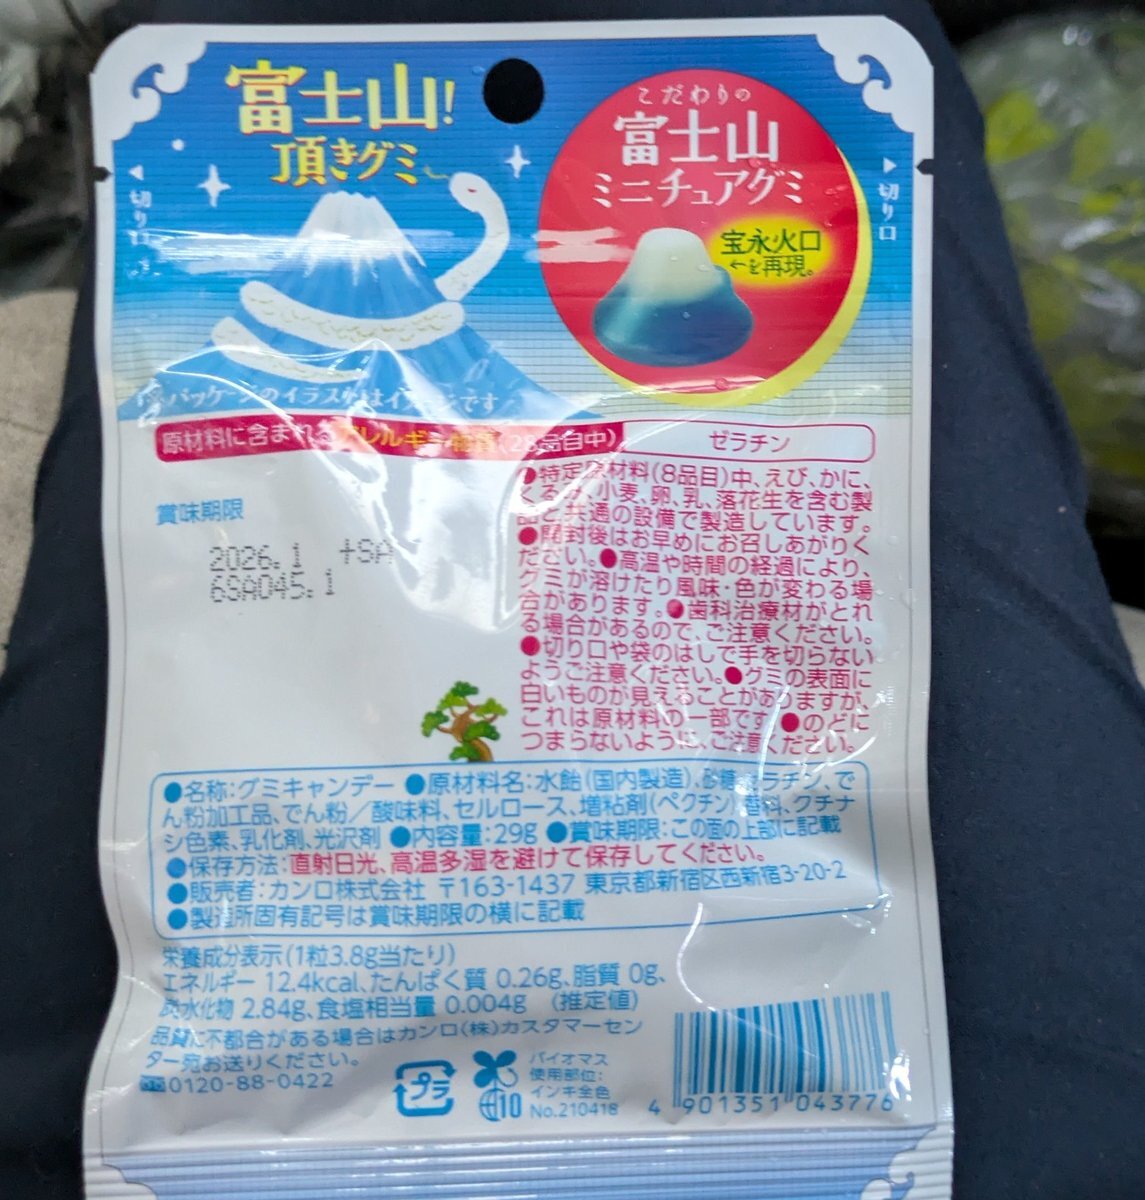 富士山!
頂きグミ
こだわりの
富士山
ミニチュアグミ
宝永火口
←を再現。
切り口
切り口
※パッケージのイラストはイメージです
原材料に含まれるアレルギー物質(28品目中)
ゼラチン
賞味期限
2026.1 +SA
6SA045.1
●特定原材料(8品目)中、えび、かに、
くるみ、小麦、卵、乳、落花生を含む製
品と共通の設備で製造しています。
●開封後はお早めにお召しあがりく
ださい。●高温や時間の経過により、
グミが溶けたり風味・色が変わる場
合があります。●歯科治療材がとれ
る場合があるので、ご注意ください。
●切り口や袋のはしで手を切らない
ようご注意ください。●グミの表面に
白いものが見えることがありますが、
これは原材料の一部です。●のどに
つまらないように、ご注意ください。
●名称:グミキャンデー ●原材料名:水飴(国内製造)、砂糖、ゼラチン、で
ん粉加工品、でん粉/酸味料、セルロース、増粘剤(ペクチン)、香料、クチナ
シ色素、乳化剤、光沢剤 ●内容量:29g ●賞味期限:この面の上部に記載
●保存方法:直射日光、高温多湿を避けて保存してください。
●販売者:カンロ株式会社 〒163-1437 東京都新宿区西新宿3-20-2
●製造所固有記号は賞味期限の横に記載
栄養成分表示(1粒3.8g当たり)
エネルギー 12.4kcal、たんぱく質 0.26g、脂質 0g、
炭水化物 2.84g、食塩相当量 0.004g (推定値)
品質に不都合がある場合はカンロ(株)カスタマーセン
ター宛お送りください。
0120-88-0422
プラ
10
バイオマス
使用部位:
インキ全色
No.210418
4 901351 043776